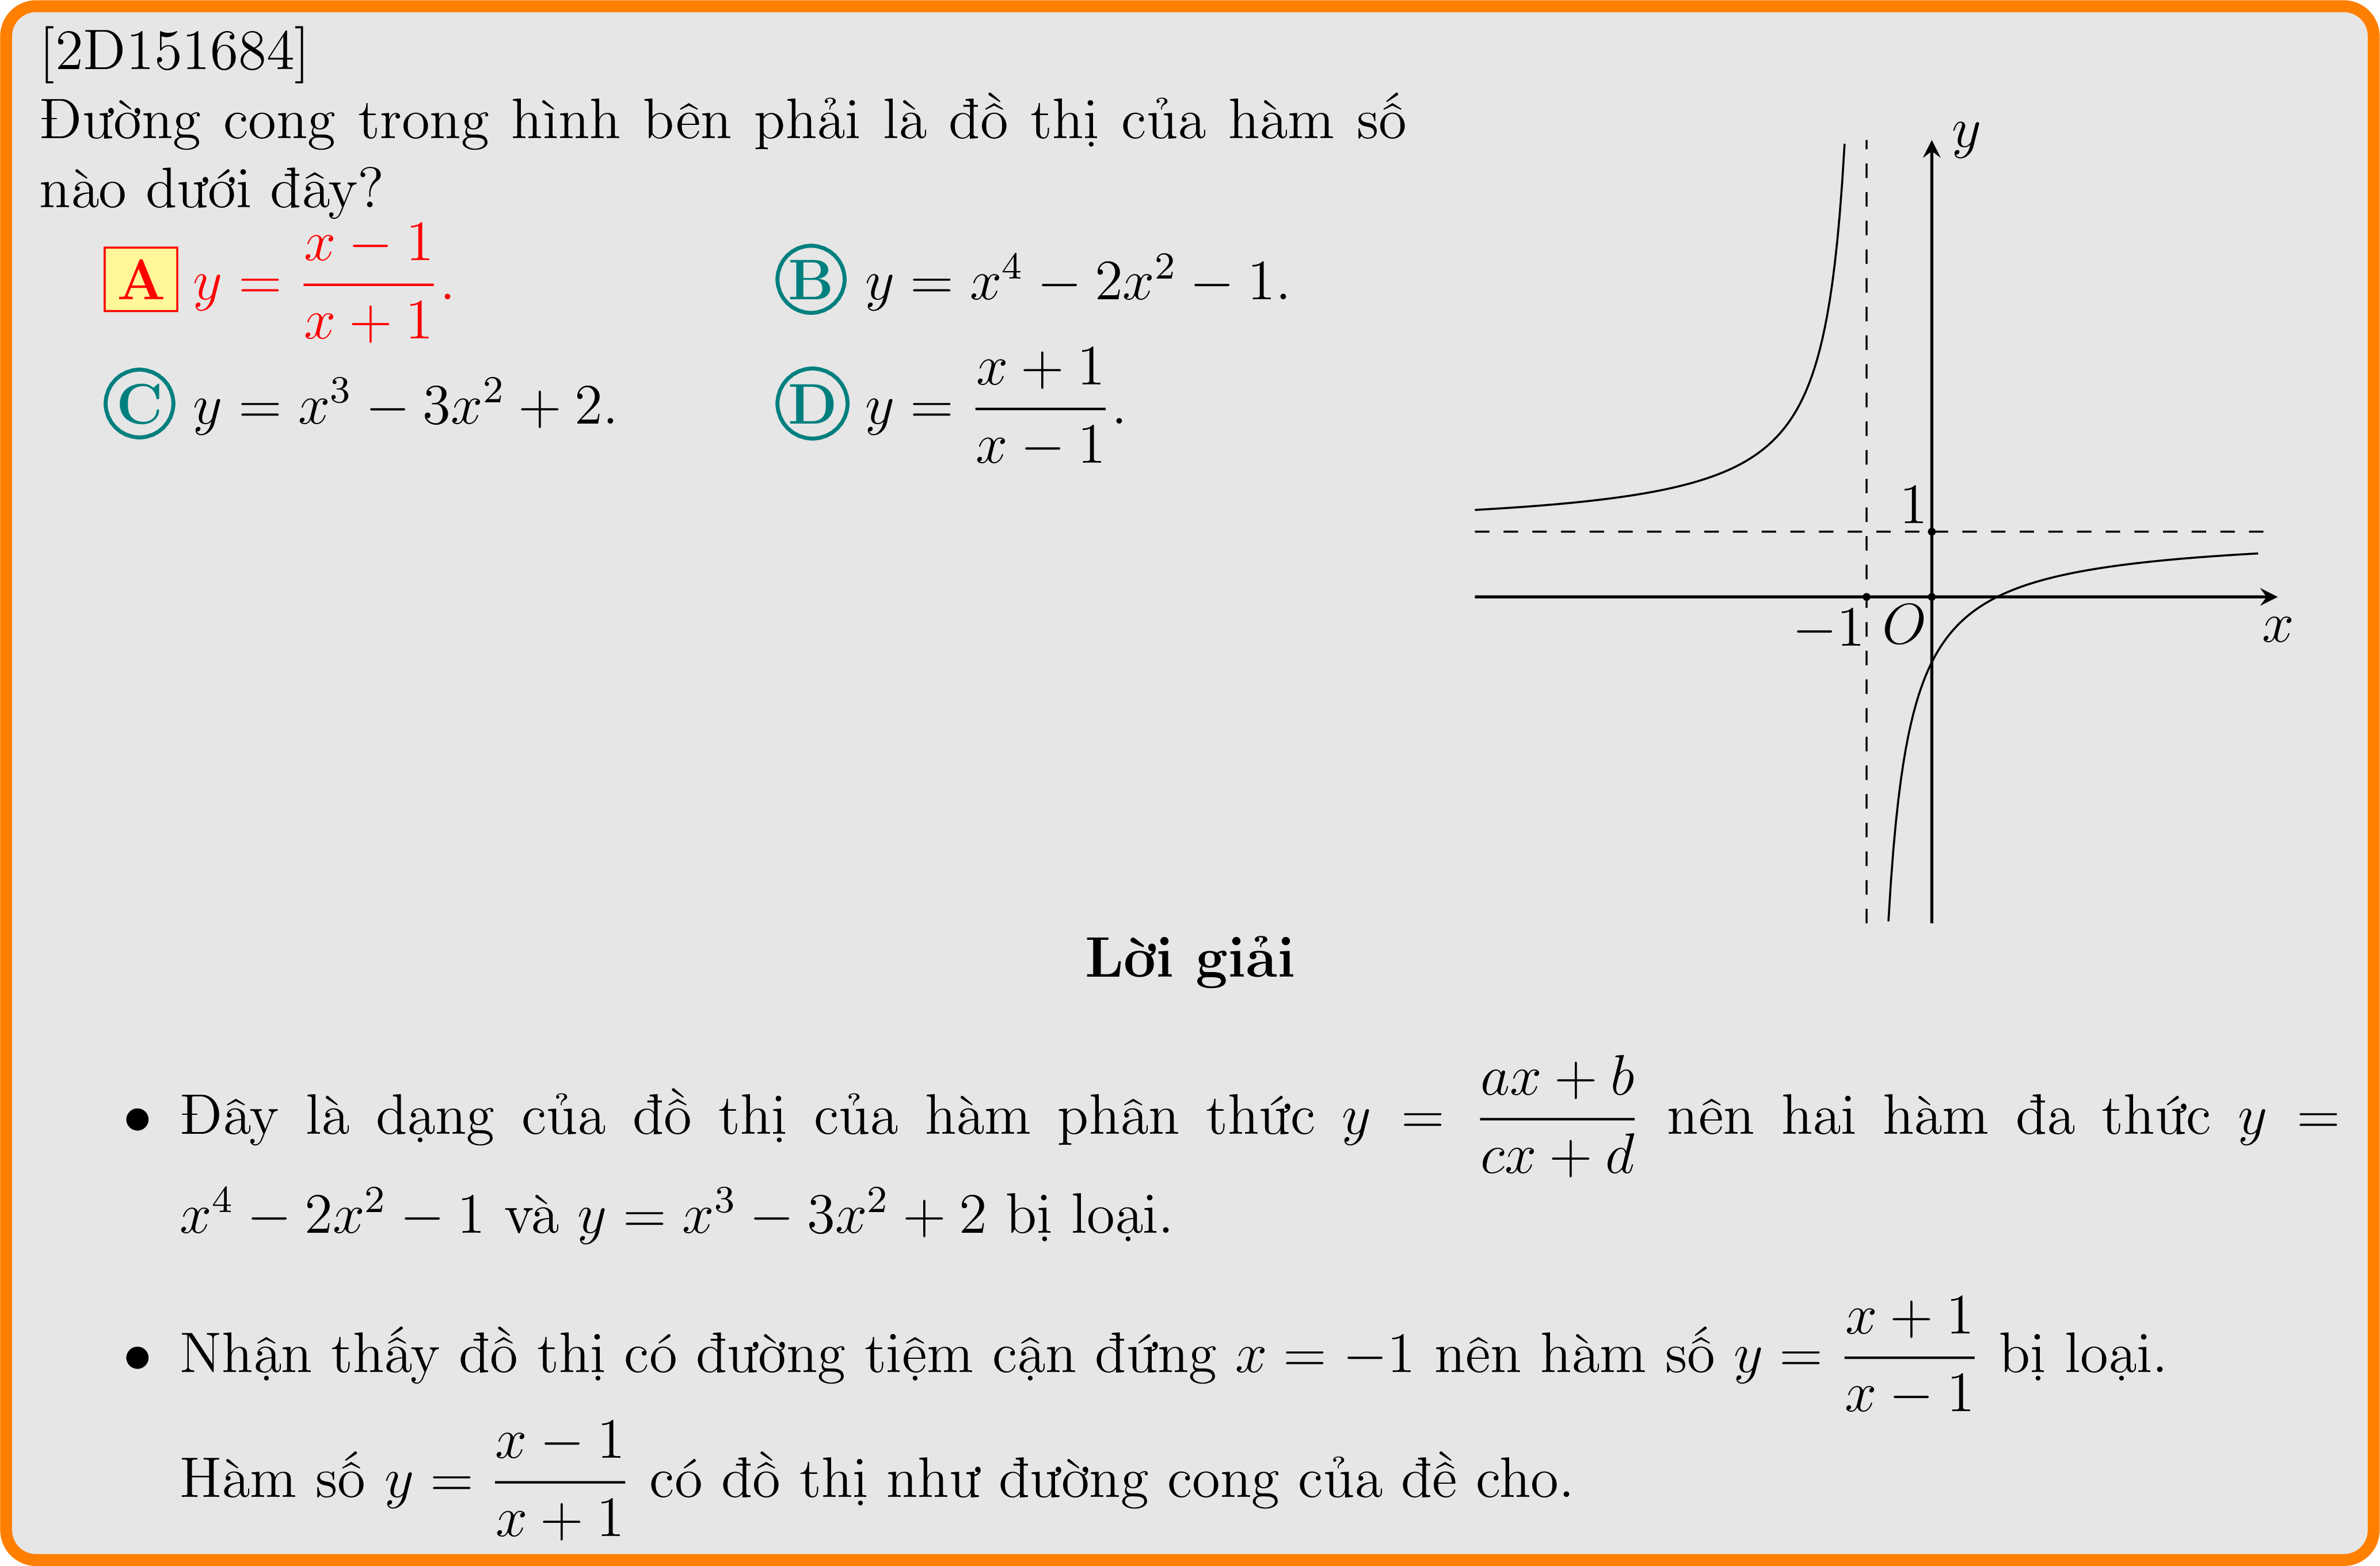 [2D151684]
Đường cong trong hình bên phải là đồ thị của hàm số
nào dưới đây?
A y = \frac{x − 1}{x + 1}.
B y = x^4 − 2x^2 − 1.
C y = x^3 − 3x^2 + 2.
D y = \frac{x + 1}{x − 1}.
y
1
−1 O
x
Lời giải
• Đây là dạng của đồ thị của hàm phân thức y = \frac{ax + b}{cx + d} nên hai hàm đa thức y =
x^4 − 2x^2 − 1 và y = x^3 − 3x^2 + 2 bị loại.
• Nhận thấy đồ thị có đường tiệm cận đứng x = −1 nên hàm số y = \frac{x + 1}{x − 1} bị loại.
Hàm số y = \frac{x − 1}{x + 1} có đồ thị như đường cong của đề cho.